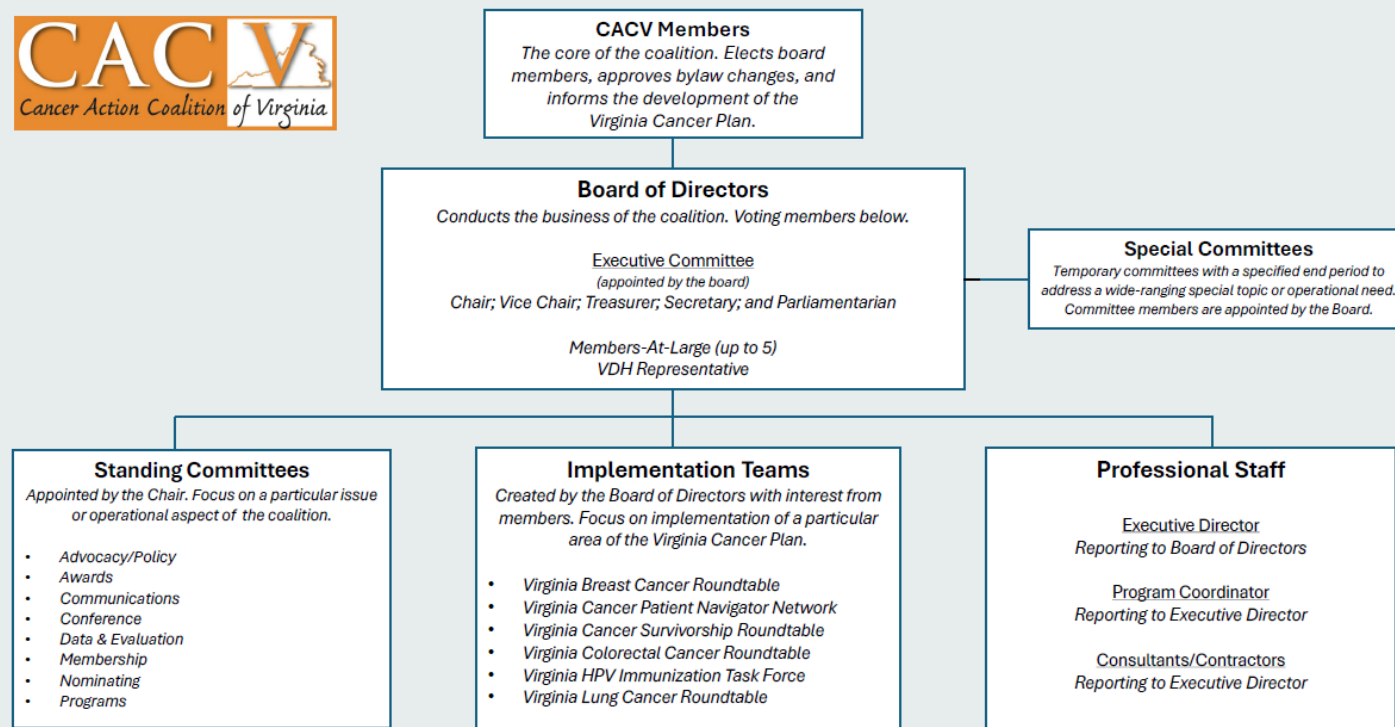 CACV
Cancer Action Coalition of Virginia
CACV Members
The core of the coalition. Elects board
members, approves bylaw changes, and
informs the development of the
Virginia Cancer Plan.
Board of Directors
Conducts the business of the coalition. Voting members below.
Executive Committee
(appointed by the board)
Chair; Vice Chair; Treasurer; Secretary; and Parliamentarian
Members-At-Large (up to 5)
VDH Representative
Special Committees
Temporary committees with a specified end period to
address a wide-ranging special topic or operational need.
Committee members are appointed by the Board.
Standing Committees
Appointed by the Chair. Focus on a particular issue
or operational aspect of the coalition.
• Advocacy/Policy
• Awards
• Communications
• Conference
• Data & Evaluation
• Membership
• Nominating
• Programs
Implementation Teams
Created by the Board of Directors with interest from
members. Focus on implementation of a particular
area of the Virginia Cancer Plan.
• Virginia Breast Cancer Roundtable
• Virginia Cancer Patient Navigator Network
• Virginia Cancer Survivorship Roundtable
• Virginia Colorectal Cancer Roundtable
• Virginia HPV Immunization Task Force
• Virginia Lung Cancer Roundtable
Professional Staff
Executive Director
Reporting to Board of Directors
Program Coordinator
Reporting to Executive Director
Consultants/Contractors
Reporting to Executive Director